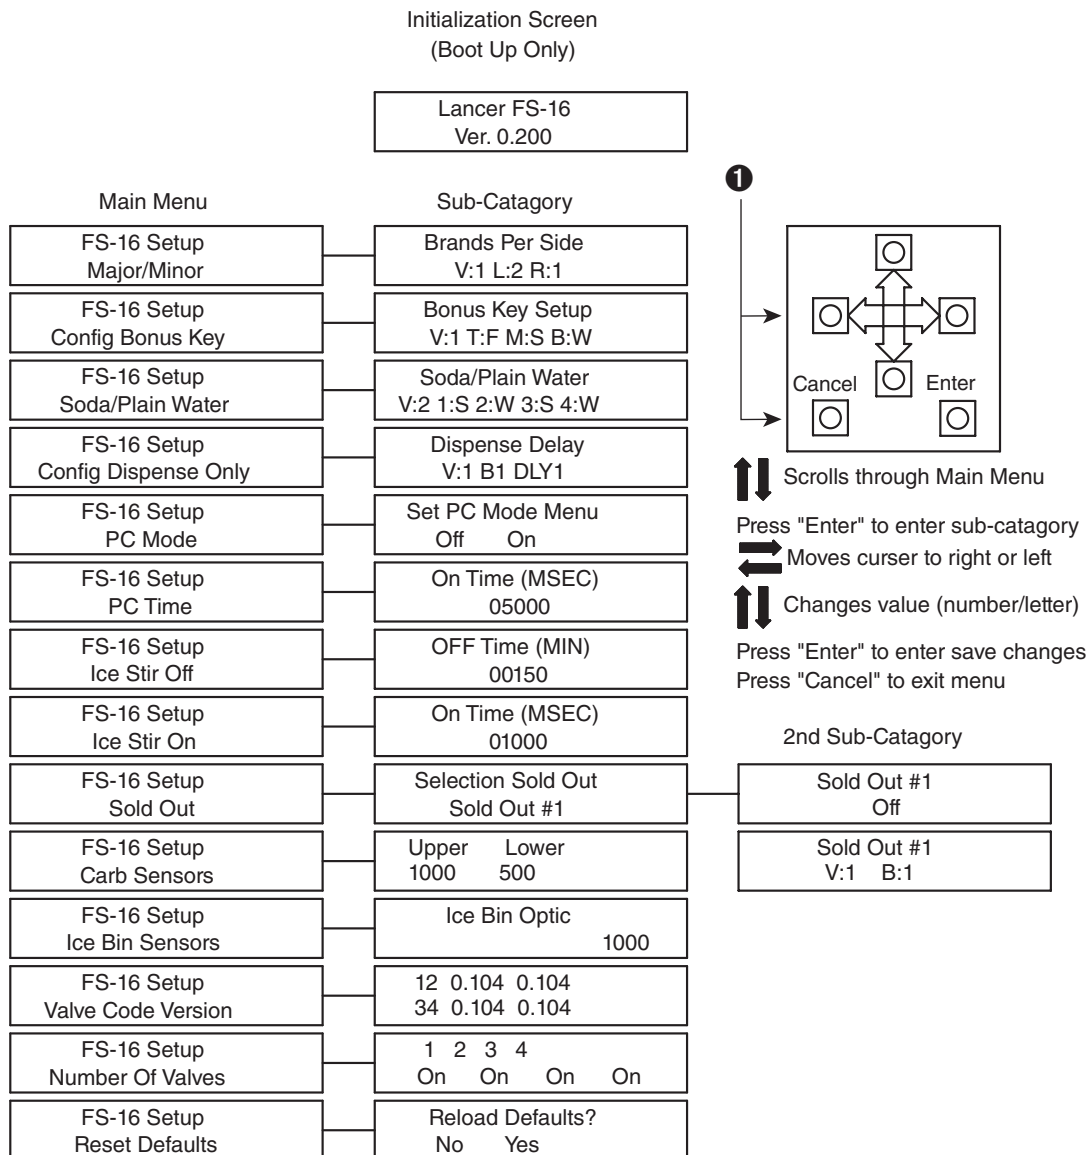 Initialization Screen
(Boot Up Only)
Lancer FS-16
Ver. 0.200
Main Menu
Sub-Catagory
FS-16 Setup
Major/Minor
Brands Per Side
V:1 L:2 R:1
FS-16 Setup
Config Bonus Key
Bonus Key Setup
V:1 T:F M:S B:W
FS-16 Setup
Soda/Plain Water
Soda/Plain Water
V:2 1:S 2:W 3:S 4:W
FS-16 Setup
Config Dispense Only
Dispense Delay
V:1 B1 DLY1
FS-16 Setup
PC Mode
Set PC Mode Menu
Off On
FS-16 Setup
PC Time
On Time (MSEC)
05000
FS-16 Setup
Ice Stir Off
OFF Time (MIN)
00150
FS-16 Setup
Ice Stir On
On Time (MSEC)
01000
FS-16 Setup
Sold Out
Selection Sold Out
Sold Out #1
FS-16 Setup
Carb Sensors
Upper Lower
1000 500
FS-16 Setup
Ice Bin Sensors
Ice Bin Optic
1000
FS-16 Setup
Valve Code Version
12 0.104 0.104
34 0.104 0.104
FS-16 Setup
Number Of Valves
1 2 3 4
On On On On
FS-16 Setup
Reset Defaults
Reload Defaults?
No Yes
1
Cancel
Enter
Scrolls through Main Menu
Press "Enter" to enter sub-catagory
Moves curser to right or left
Changes value (number/letter)
Press "Enter" to enter save changes
Press "Cancel" to exit menu
2nd Sub-Catagory
Sold Out #1
Off
Sold Out #1
V:1 B:1